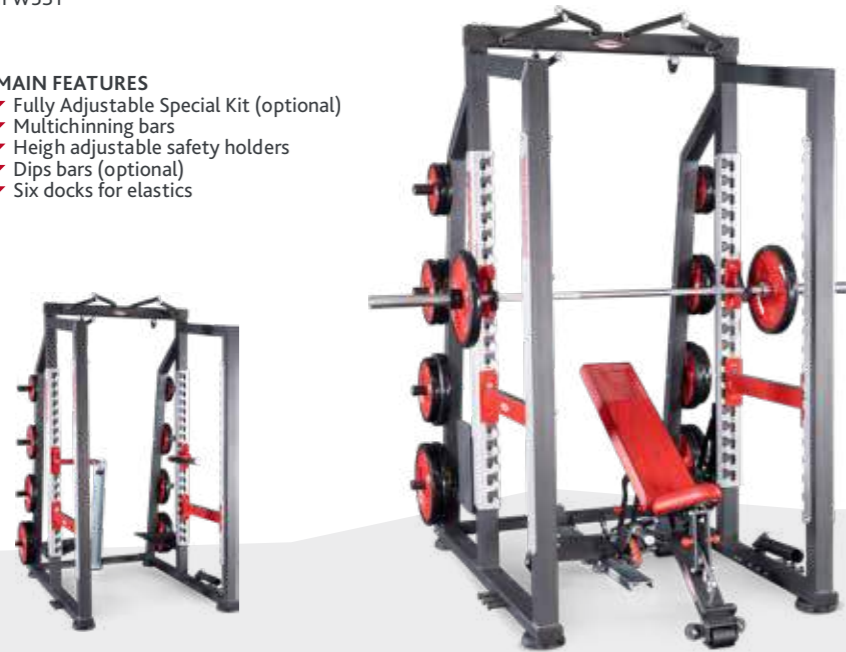 MAIN FEATURES
Fully Adjustable Special Kit (optional)
Multichinning bars
Heigh adjustable safety holders
Dips bars (optional)
Six docks for elastics